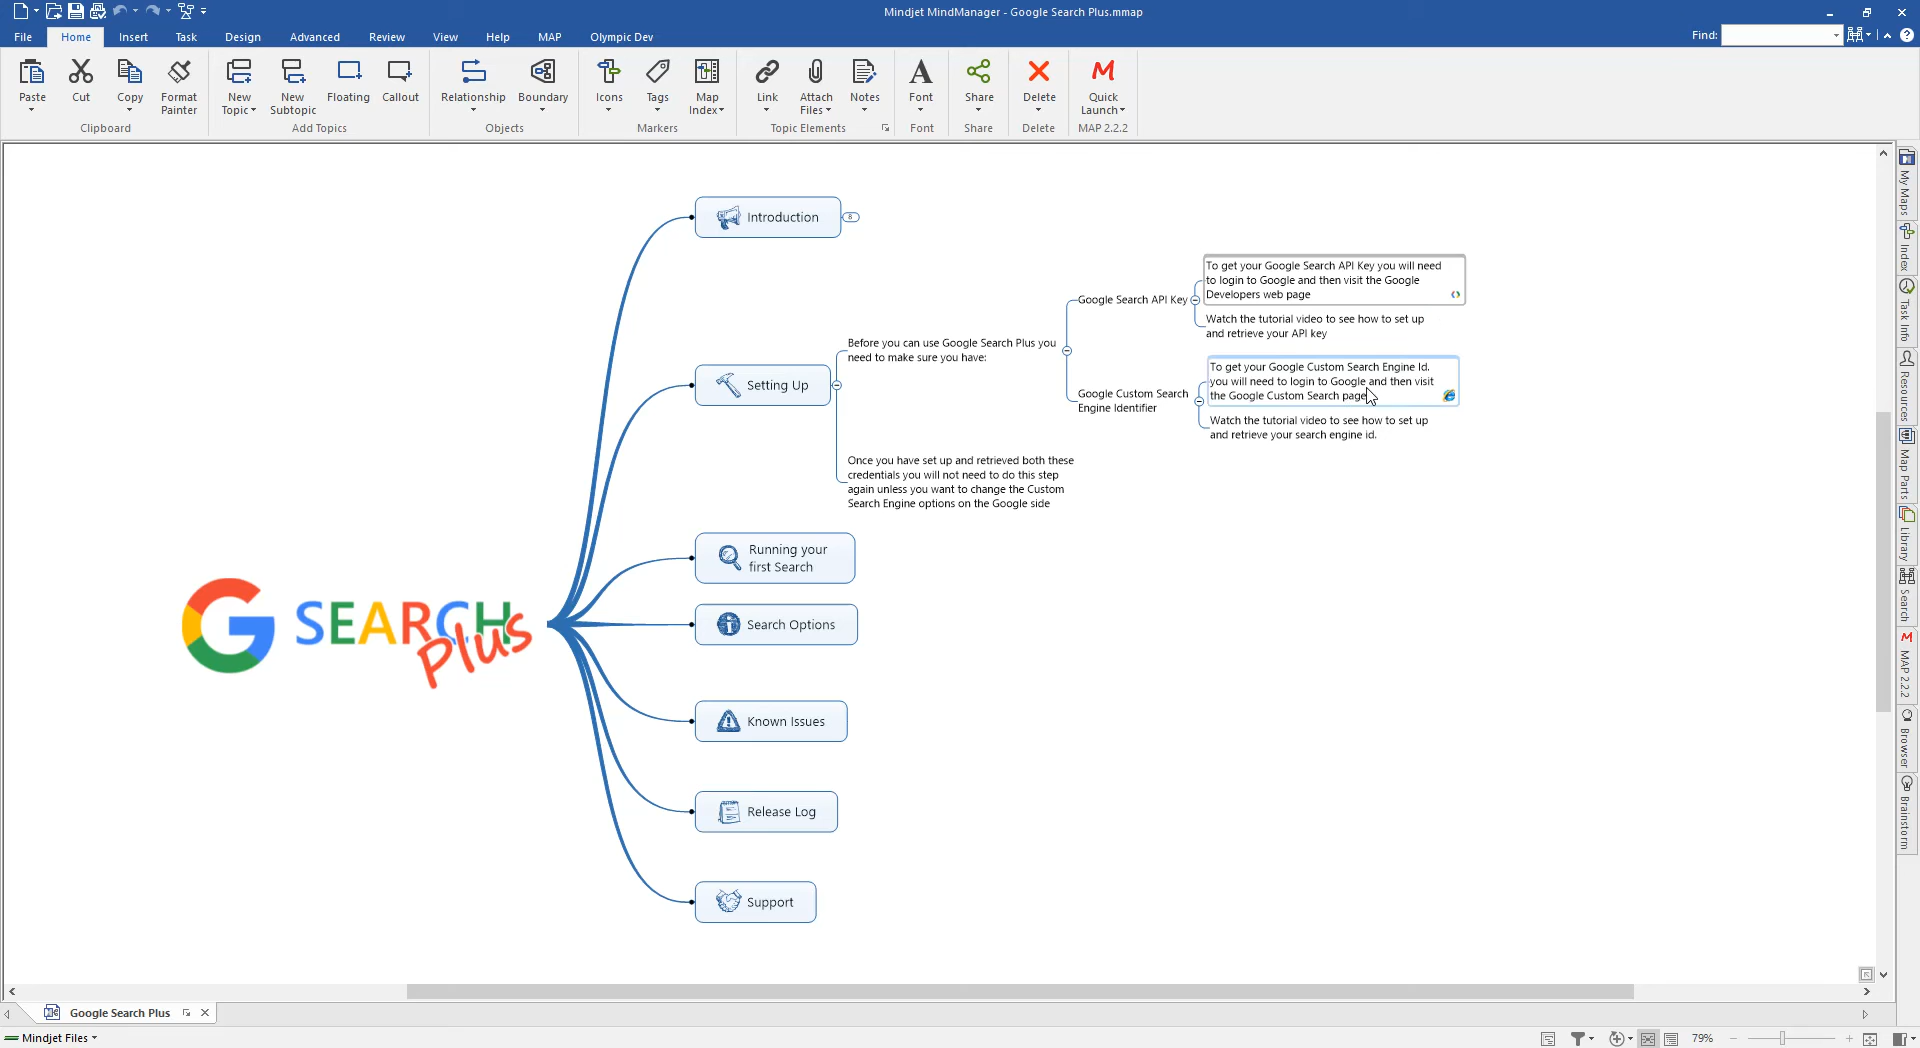 Mindjet MindManager - Google Search Plus.mmap
File Home Insert Task Design Advanced Review View Help MAP Olympic Dev
Find:
Paste
Cut
Copy
Format
Painter
Clipboard
New
Topic
New
Subtopic
Floating
Callout
Add Topics
Relationship
Boundary
Objects
Icons
Tags
Map
Index
Markers
Link
Attach
Files
Notes
Topic Elements
Font
Font
Share
Share
Delete
Delete
Quick
Launch
MAP 2.2.2
Introduction
8
Setting Up
Before you can use Google Search Plus you
need to make sure you have:
Google Search API Key
To get your Google Search API Key you will need
to login to Google and then visit the Google
Developers web page
Watch the tutorial video to see how to set up
and retrieve your API key
Google Custom Search
Engine Identifier
To get your Google Custom Search Engine Id.
you will need to login to Google and then visit
the Google Custom Search page
Watch the tutorial video to see how to set up
and retrieve your search engine id.
Once you have set up and retrieved both these
credentials you will not need to do this step
again unless you want to change the Custom
Search Engine options on the Google side
Running your
first Search
G SEARCH
plus
Search Options
Known Issues
Release Log
Support
My Maps
Index
Task Info
Resources
Map Parts
Library
Search
MAP 2.2.2
Browser
Brainstorm
Google Search Plus
Mindjet Files
79%